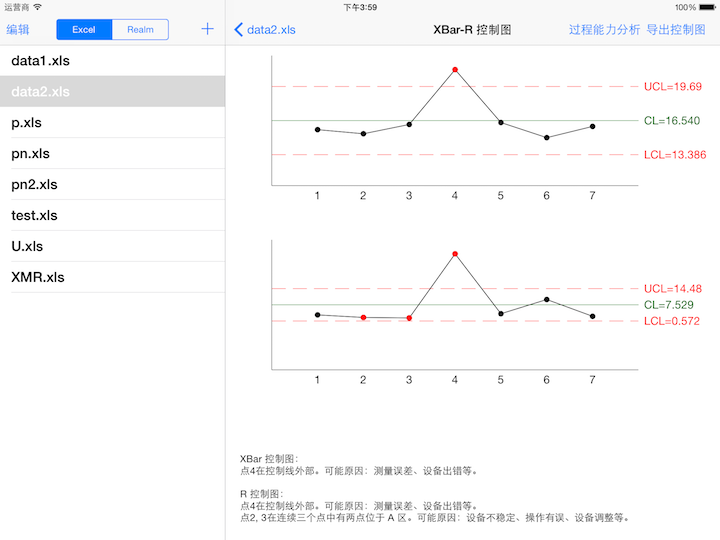 运营商 下午3:59 100%
编辑 Excel Realm + data2.xls XBar-R 控制图 过程能力分析 导出控制图
data1.xls
data2.xls
p.xls
pn.xls
pn2.xls
test.xls
U.xls
XMR.xls
UCL=19.69
CL=16.540
LCL=13.386
1 2 3 4 5 6 7
UCL=14.48
CL=7.529
LCL=0.572
1 2 3 4 5 6 7
XBar 控制图:
点4在控制线外部。可能原因：测量误差、设备出错等。
R 控制图:
点4在控制线外部。可能原因：测量误差、设备出错等。
点2, 3在连续三个点中有两点位于 A 区。可能原因：设备不稳定、操作有误、设备调整等。